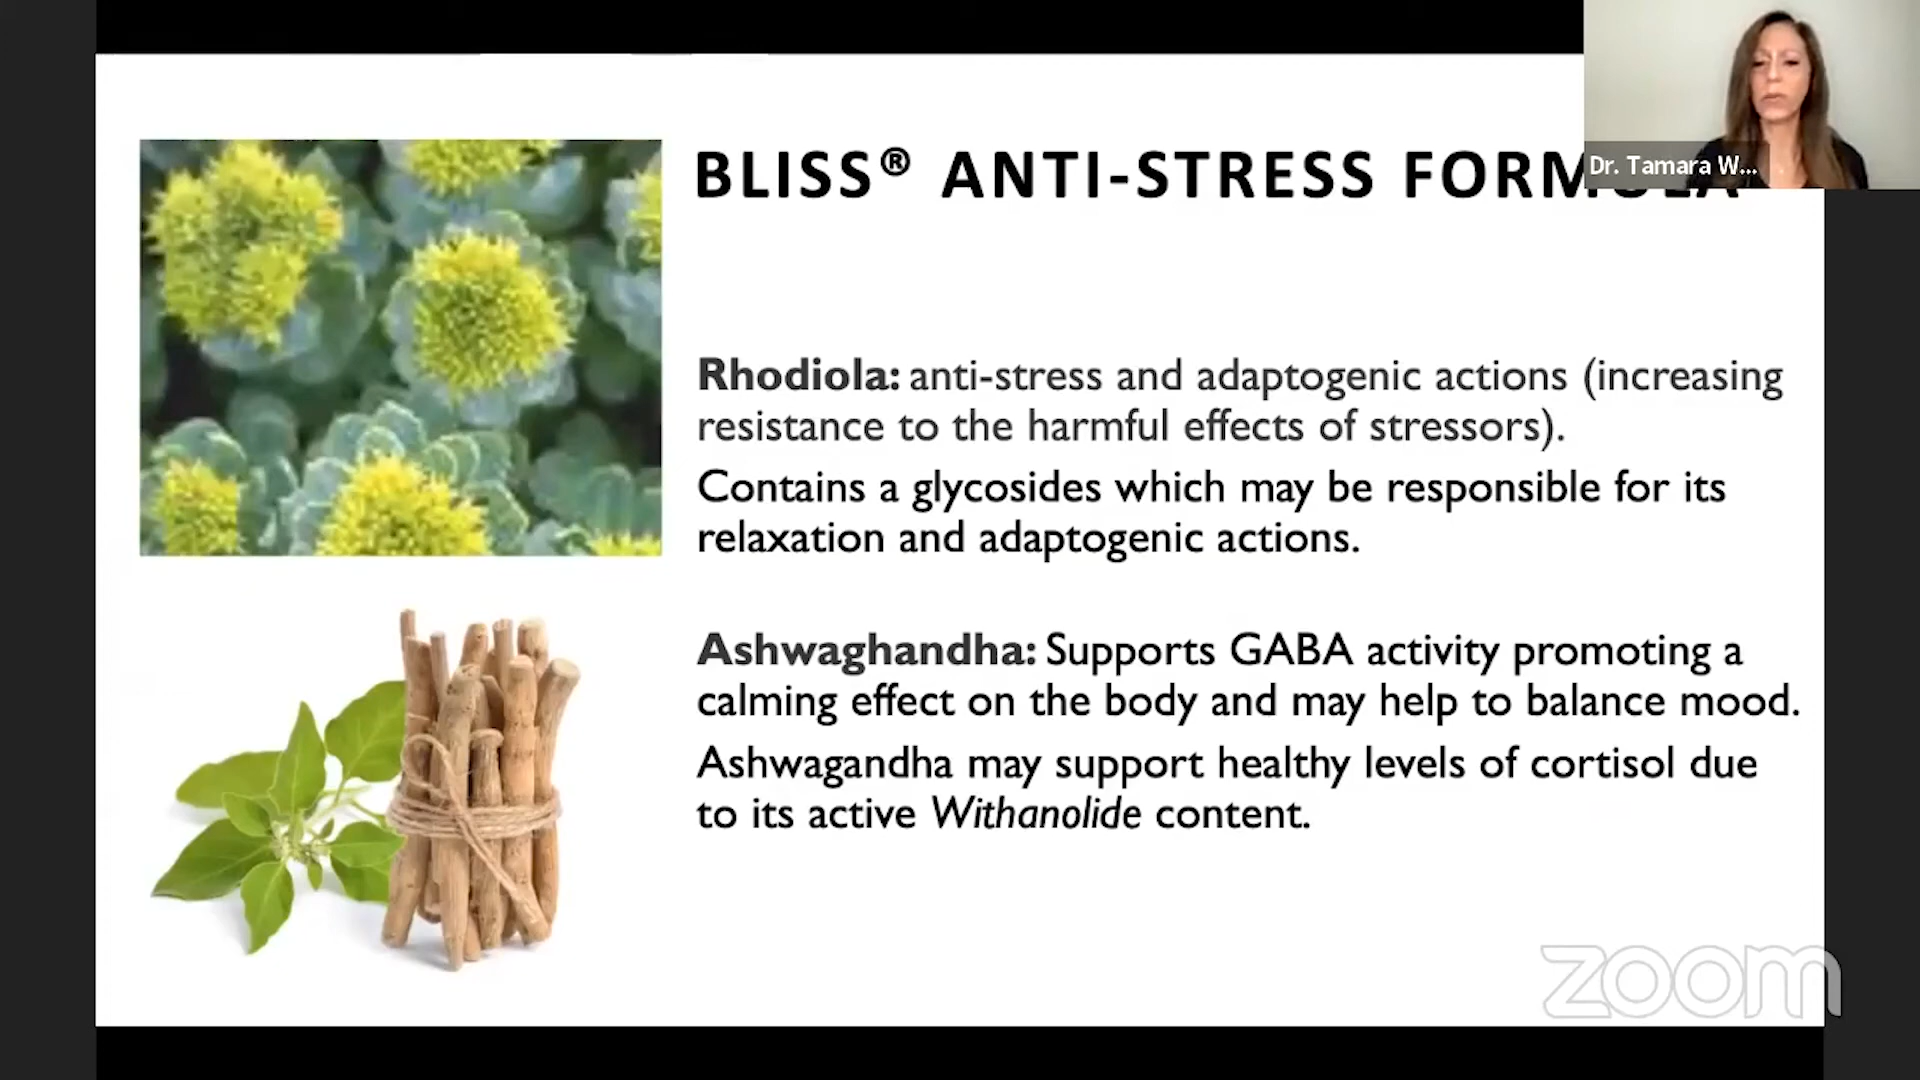 BLISS® ANTI-STRESS FORMULA
Dr. Tamara W...
Rhodiola: anti-stress and adaptogenic actions (increasing
resistance to the harmful effects of stressors).
Contains a glycosides which may be responsible for its
relaxation and adaptogenic actions.
Ashwaghandha: Supports GABA activity promoting a
calming effect on the body and may help to balance mood.
Ashwagandha may support healthy levels of cortisol due
to its active Withanolide content.
zoom